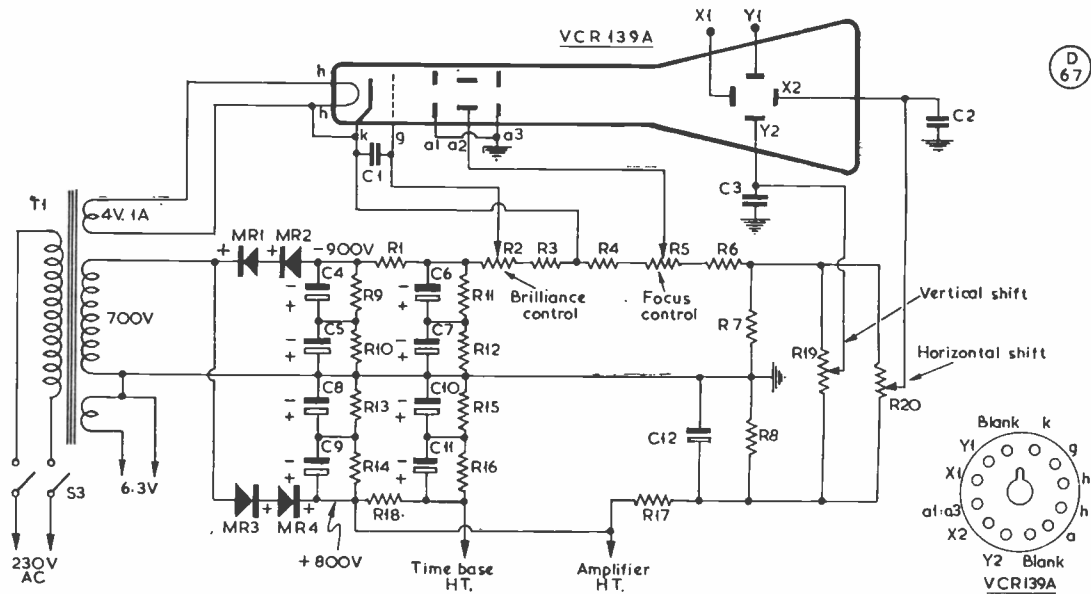 X1 Y1
VCR139A
D
67
h
h
k g a1 a2 a3
X2
Y2
C1
C2
C3
T1
4V. 1A
MR1 MR2
-900V
R1 R2 R3 R4 R5 R6
+ +
C4 C6
R9 R11
Brilliance
control
Focus
control
Vertical shift
700V
C5 C7
R7
R10 R12
R19
Horizontal shift
R20
C8 C10
R13 R15
C12
R8
C9 C11
R14 R16
S3
6·3V
MR3 MR4
+ +
R18
R17
+800V
230V
AC
Time base
HT.
Amplifier
HT.
Blank k
Y1 g
X1 h
a1:a3 h
X2 a
Y2 Blank
VCR139A